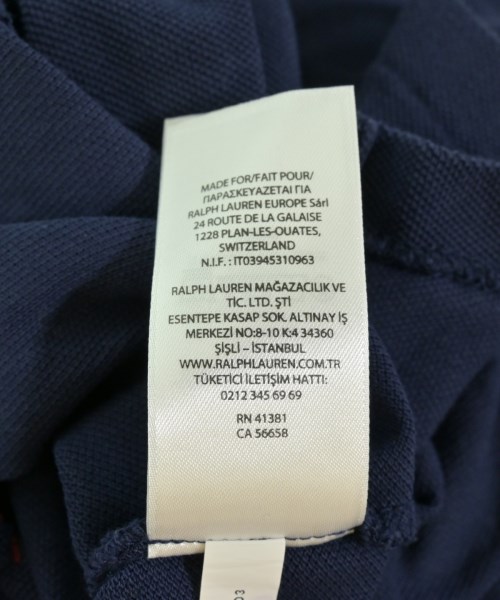 MADE FOR/FAIT POUR/
ΠΑΡΑΣΚΕΥΑΖΕΤΑΙ ΓΙΑ
RALPH LAUREN EUROPE Sàrl
24 ROUTE DE LA GALAISE
1228 PLAN-LES-OUATES,
SWITZERLAND
N.I.F. : IT03945310963
RALPH LAUREN MAĞAZACILIK VE
TİC. LTD. ŞTİ
ESENTEPE KASAP SOK. ALTINAY İŞ
MERKEZİ NO:8-10 K:4 34360
ŞİŞLİ – İSTANBUL
WWW.RALPHLAUREN.COM.TR
TÜKETİCİ İLETİŞİM HATTI:
0212 345 69 69
RN 41381
CA 56658